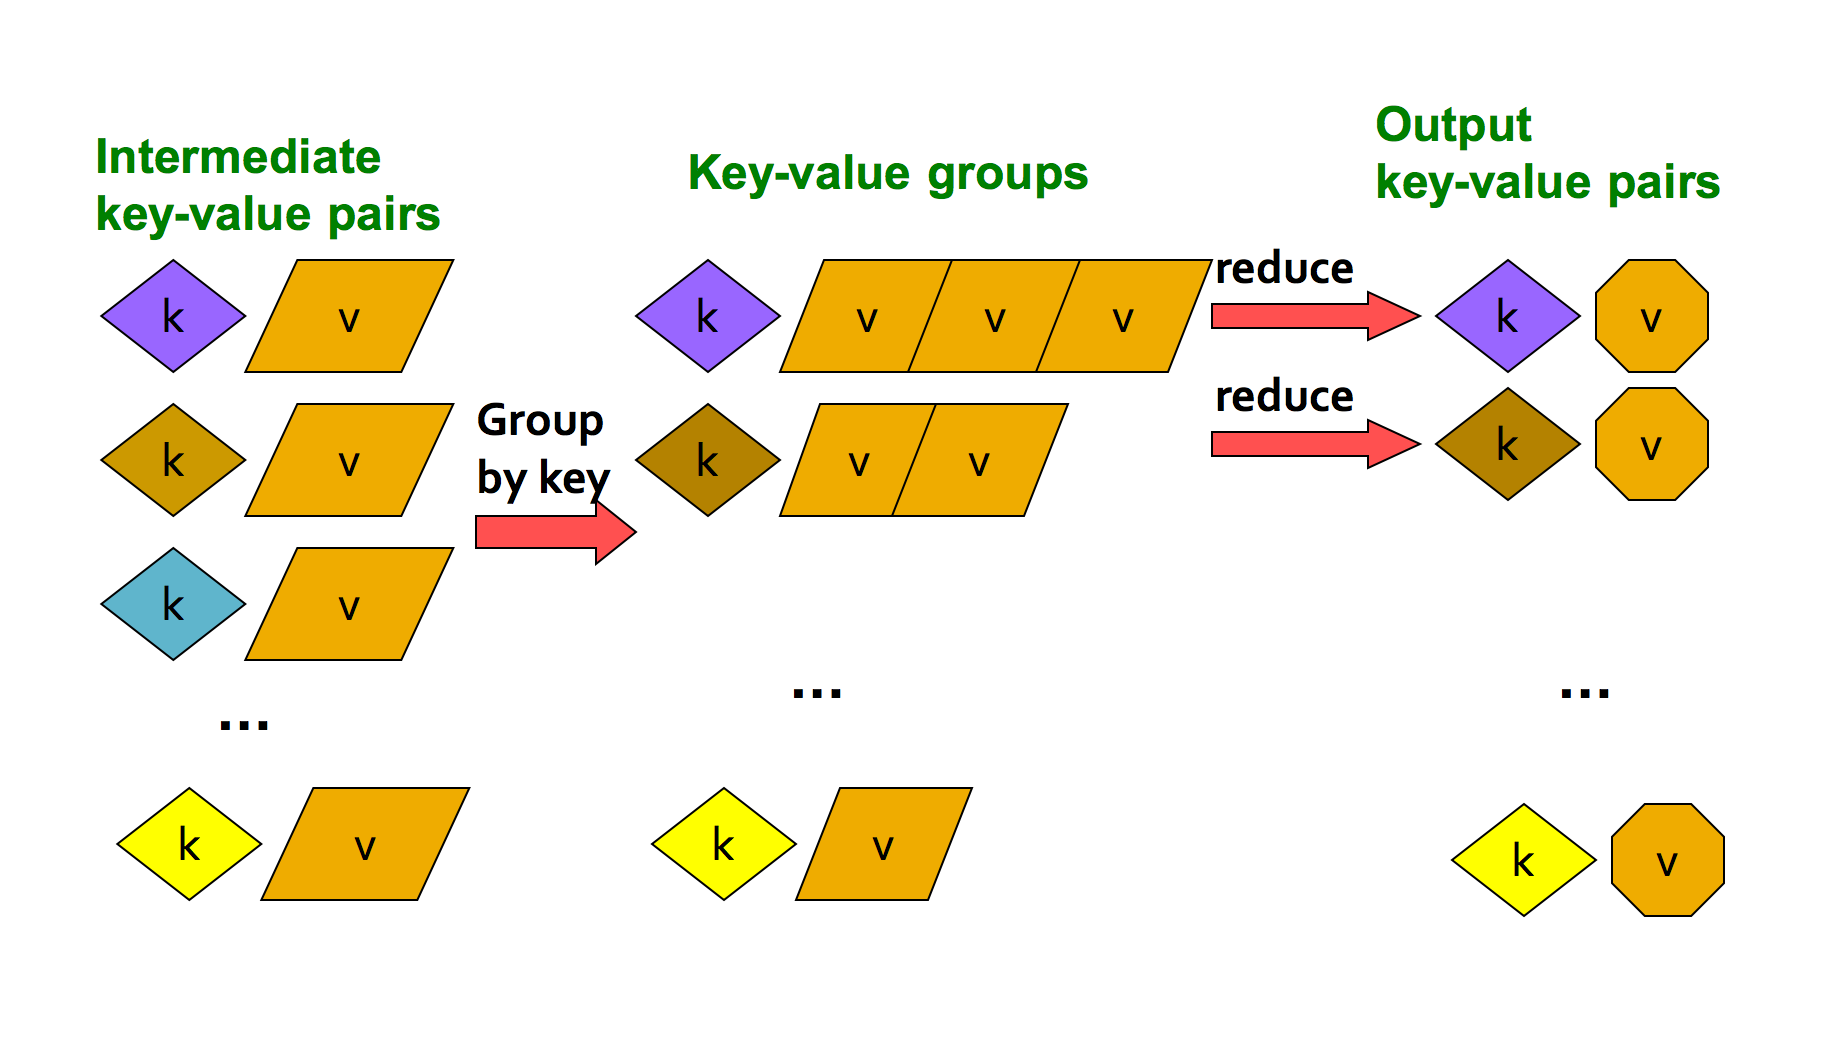 Intermediate
key-value pairs
Key-value groups
Output
key-value pairs
k v
k v
k v
...
k v
Group
by key
k v v v
k v v
...
k v
reduce
reduce
k v
k v
...
k v